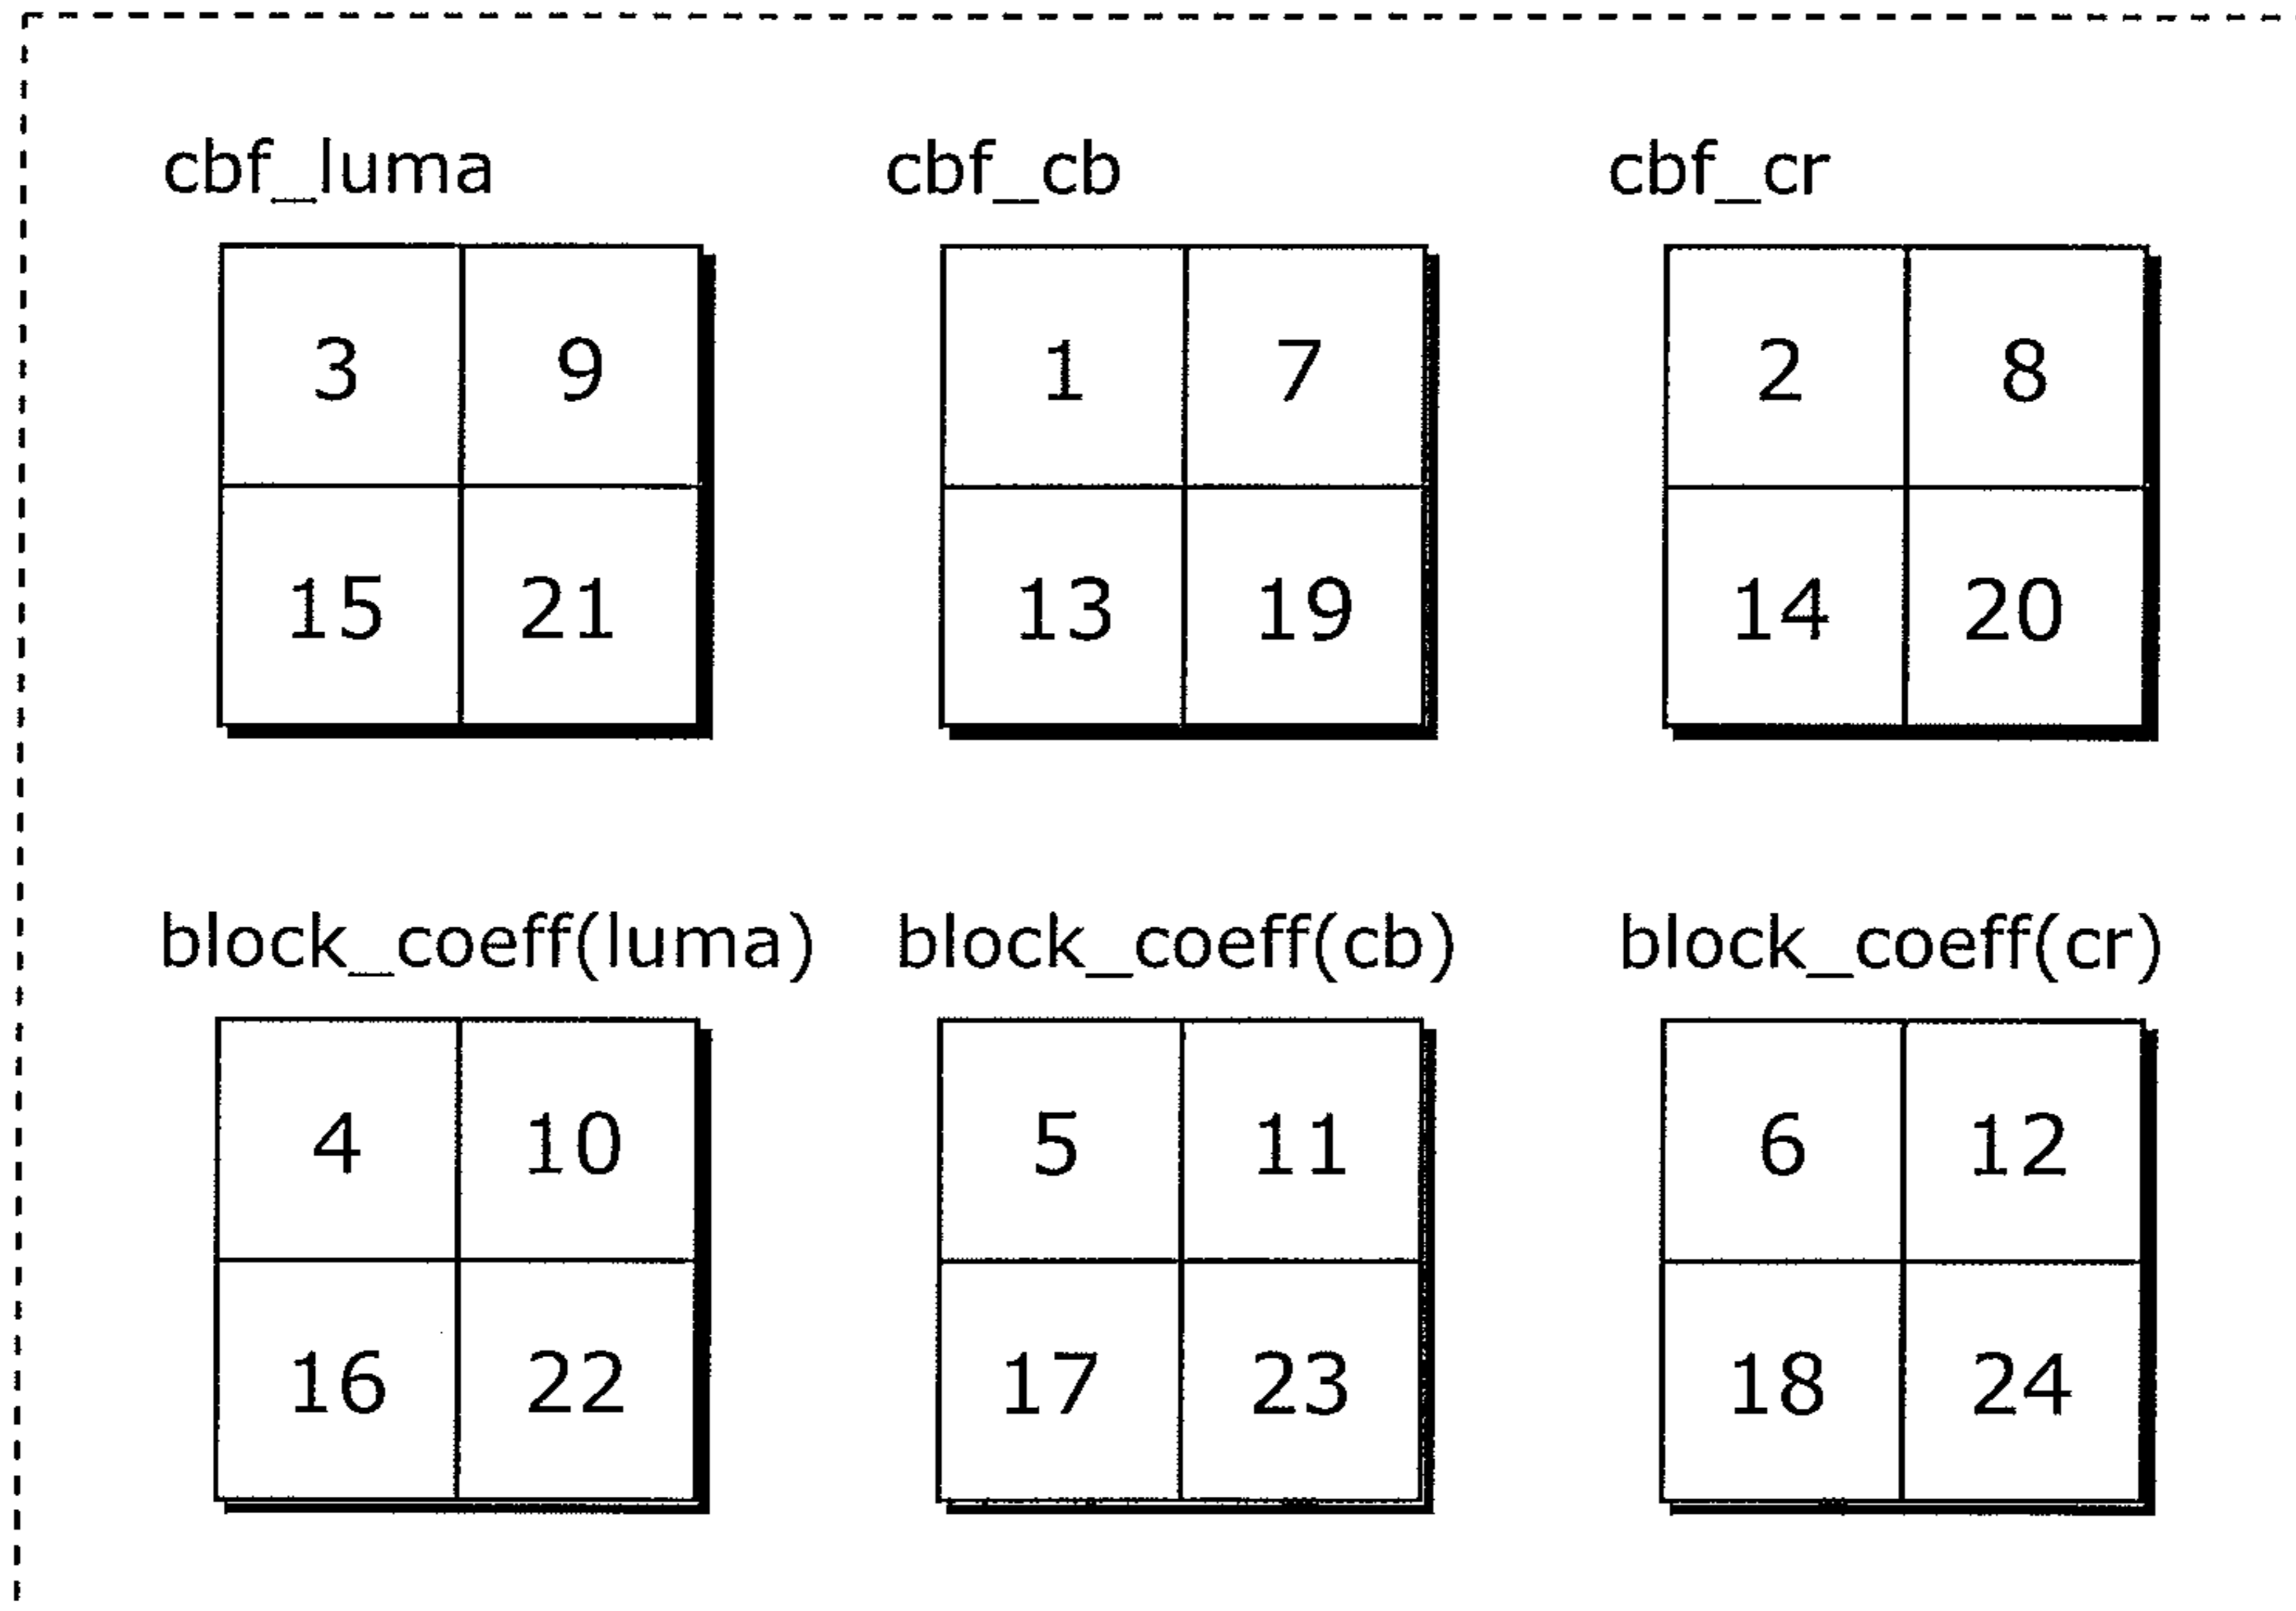 cbf_luma cbf_cb cbf_cr
3 9 1 7 2 8
15 21 13 19 14 20
block_coeff(luma) block_coeff(cb) block_coeff(cr)
4 10 5 11 6 12
16 22 17 23 18 24